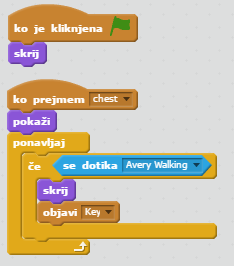 ko je kliknjena
skrij
ko prejmem chest
pokaži
ponavljaj
če se dotika Avery Walking
skrij
objavi Key